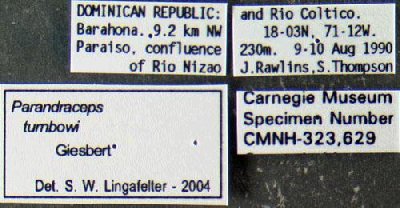 DOMINICAN REPUBLIC:
Barahona. 9.2 km NW
Paraiso, confluence
of Rio Nizao
and Rio Coltico.
18-03N, 71-12W.
230m. 9-10 Aug 1990
J.Rawlins, S.Thompson
Parandraceps
turnbowi
Giesbert
Det. S. W. Lingafelter - 2004
Carnegie Museum
Specimen Number
CMNH-323,629